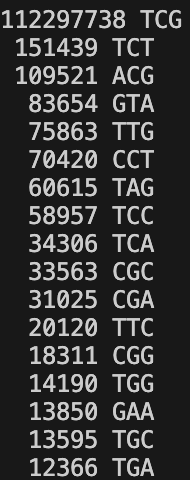 112297738 TCG
151439 TCT
109521 ACG
83654 GTA
75863 TTG
70420 CCT
60615 TAG
58957 TCC
34306 TCA
33563 CGC
31025 CGA
20120 TTC
18311 CGG
14190 TGG
13850 GAA
13595 TGC
12366 TGA